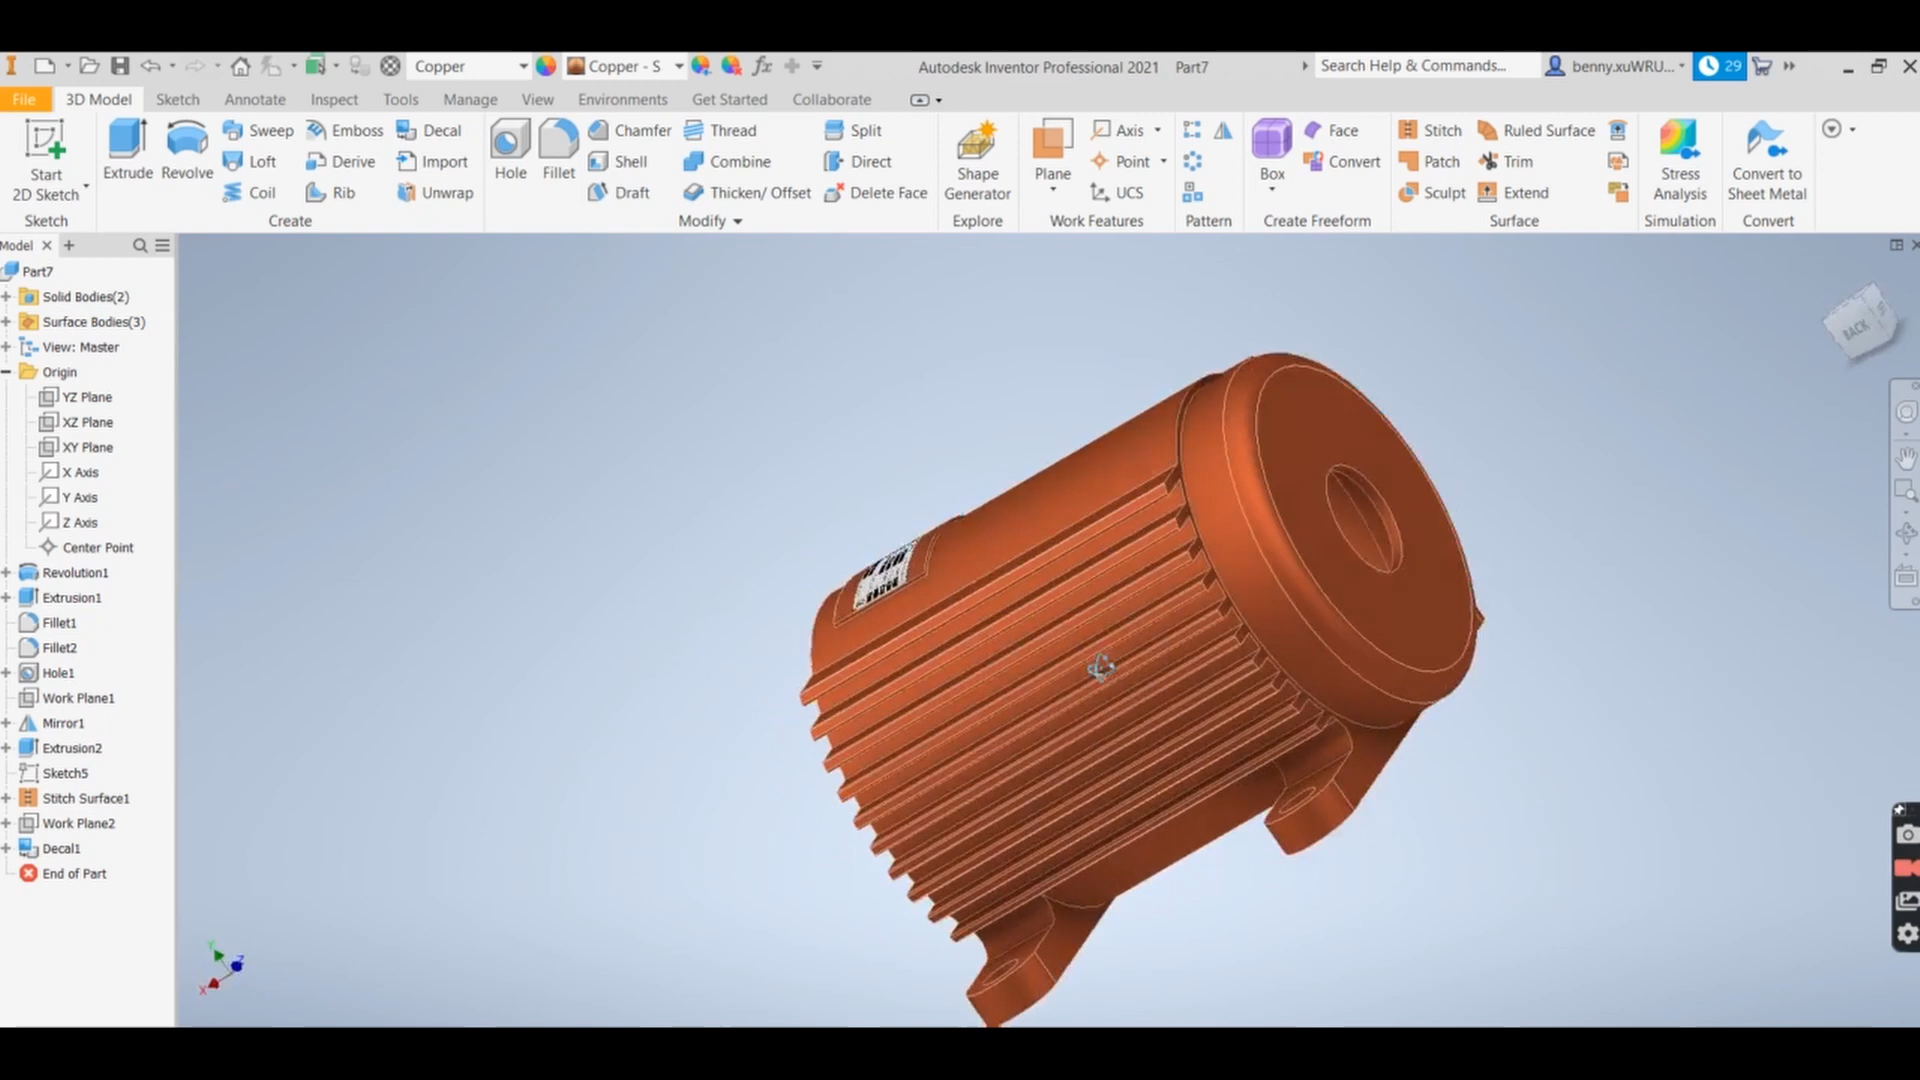 Copper
Copper - S
fx
Autodesk Inventor Professional 2021 Part7
Search Help & Commands...
benny.xuWRU...
29
File 3D Model Sketch Annotate Inspect Tools Manage View Environments Get Started Collaborate
Start 2D Sketch
Extrude
Revolve
Sweep
Loft
Coil
Emboss
Derive
Rib
Decal
Import
Unwrap
Hole
Fillet
Chamfer
Shell
Draft
Thread
Combine
Thicken/ Offset
Split
Direct
Delete Face
Shape Generator
Plane
Axis
Point
UCS
Box
Face
Convert
Stitch
Patch
Sculpt
Ruled Surface
Trim
Extend
Stress Analysis
Convert to Sheet Metal
Sketch
Create
Modify
Explore
Work Features
Pattern
Create Freeform
Surface
Simulation
Convert
Model
Part7
Solid Bodies(2)
Surface Bodies(3)
View: Master
Origin
YZ Plane
XZ Plane
XY Plane
X Axis
Y Axis
Z Axis
Center Point
Revolution1
Extrusion1
Fillet1
Fillet2
Hole1
Work Plane1
Mirror1
Extrusion2
Sketch5
Stitch Surface1
Work Plane2
Decal1
End of Part
BACK
Y
Z
X